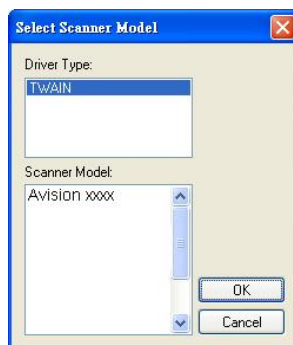 Select Scanner Model
Driver Type:
TWAIN
Scanner Model:
Avision xxxx
OK
Cancel